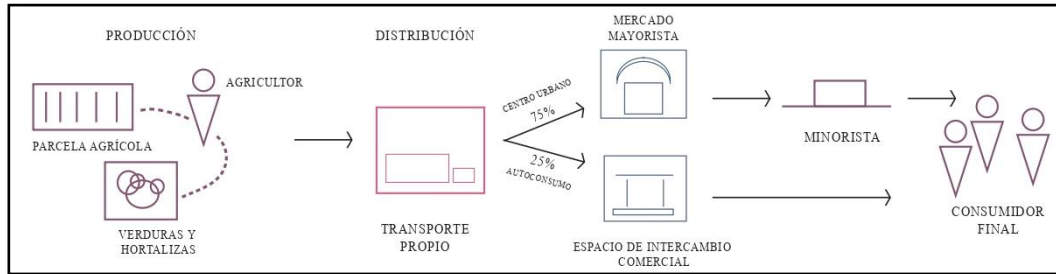 PRODUCCIÓN
AGRICULTOR
PARCELA AGRÍCOLA
VERDURAS Y
HORTALIZAS
DISTRIBUCIÓN
TRANSPORTE
PROPIO
CENTRO URBANO
75%
25%
AUTOCONSUMO
MERCADO
MAYORISTA
ESPACIO DE INTERCAMBIO
COMERCIAL
MINORISTA
CONSUMIDOR
FINAL